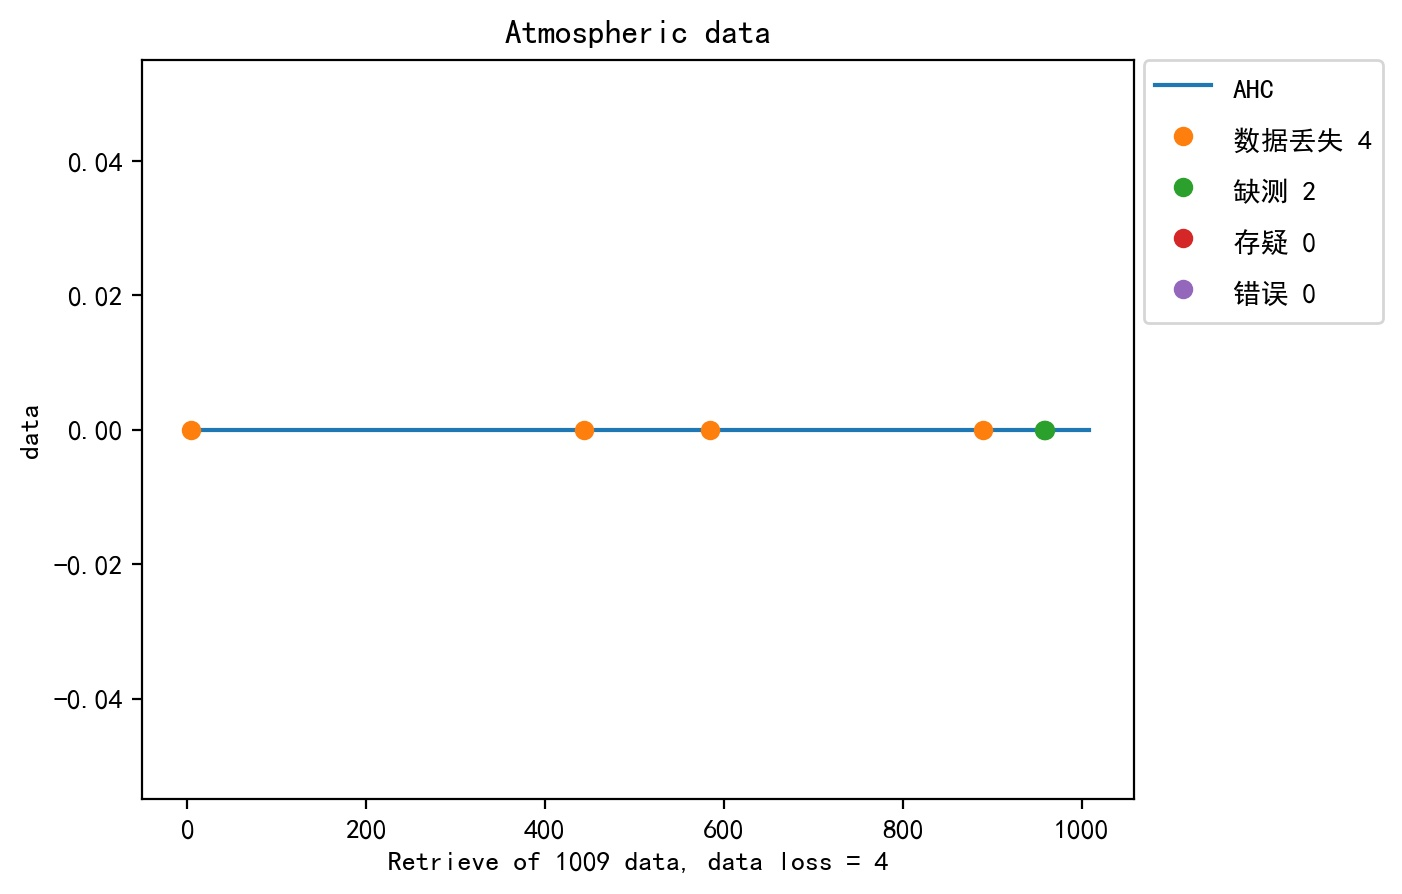 Atmospheric data
AHC
数据丢失 4
缺测 2
存疑 0
错误 0
data
0.04
0.02
0.00
−0.02
−0.04
0 200 400 600 800 1000
Retrieve of 1009 data, data loss = 4